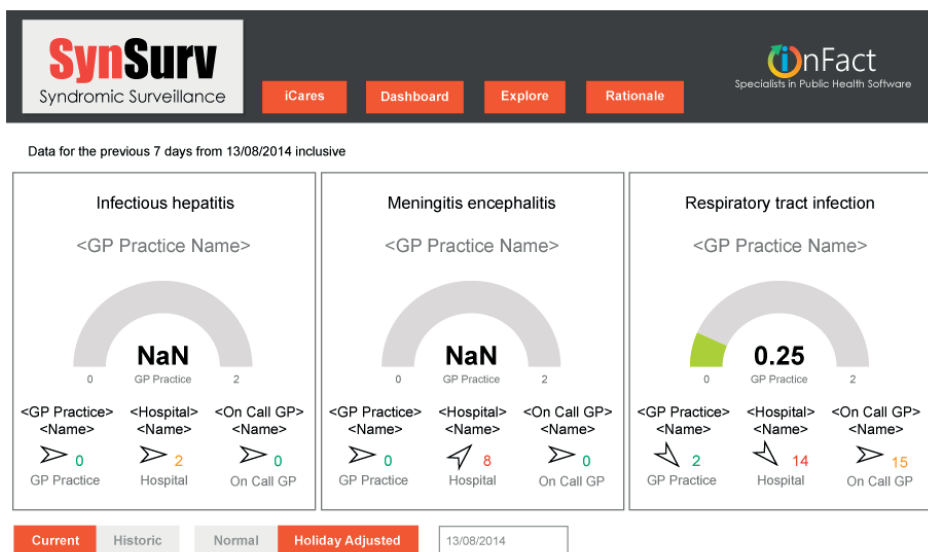 SynSurv
Syndromic Surveillance
iCares
Dashboard
Explore
Rationale
ionFact
Specialists in Public Health Software
Data for the previous 7 days from 13/08/2014 inclusive
Infectious hepatitis
<GP Practice Name>
NaN
0 GP Practice 2
<GP Practice> <Hospital> <On Call GP>
<Name> <Name> <Name>
0 2 0
GP Practice Hospital On Call GP
Meningitis encephalitis
<GP Practice Name>
NaN
0 GP Practice 2
<GP Practice> <Hospital> <On Call GP>
<Name> <Name> <Name>
0 8 0
GP Practice Hospital On Call GP
Respiratory tract infection
<GP Practice Name>
0.25
0 GP Practice 2
<GP Practice> <Hospital> <On Call GP>
<Name> <Name> <Name>
2 14 15
GP Practice Hospital On Call GP
Current Historic Normal Holiday Adjusted 13/08/2014